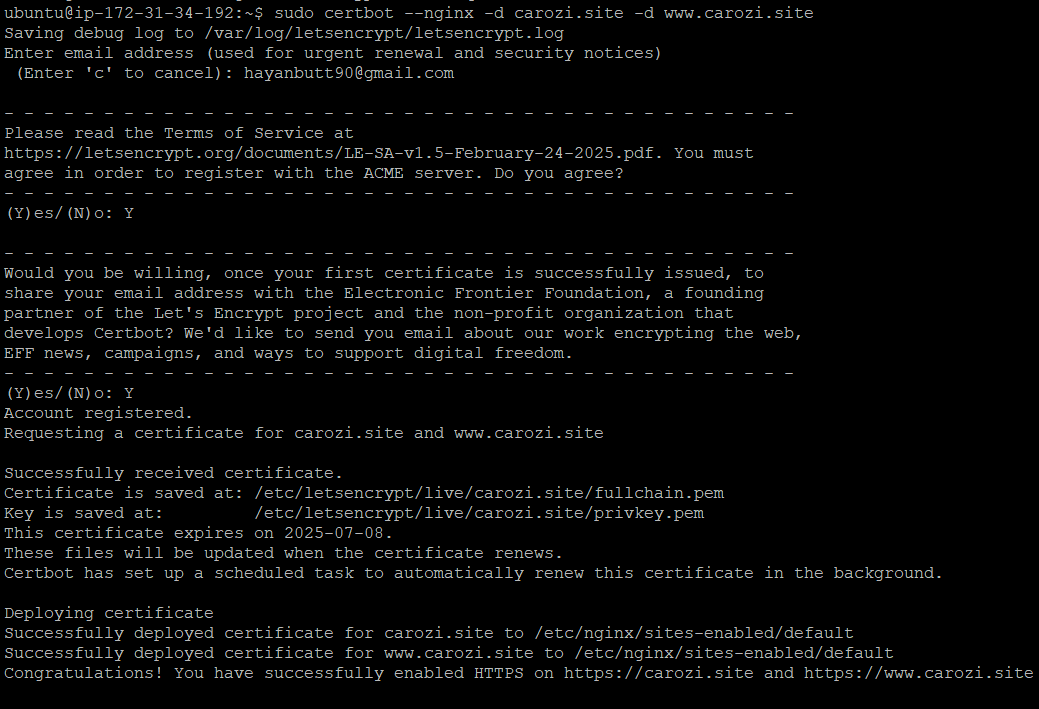 ubuntu@ip-172-31-34-192:~$ sudo certbot --nginx -d carozi.site -d www.carozi.site
Saving debug log to /var/log/letsencrypt/letsencrypt.log
Enter email address (used for urgent renewal and security notices)
 (Enter 'c' to cancel): hayanbutt90@gmail.com

- - - - - - - - - - - - - - - - - - - - - - - - - - - - - - - - - - - - - - - -
Please read the Terms of Service at
https://letsencrypt.org/documents/LE-SA-v1.5-February-24-2025.pdf. You must
agree in order to register with the ACME server. Do you agree?
- - - - - - - - - - - - - - - - - - - - - - - - - - - - - - - - - - - - - - - -
(Y)es/(N)o: Y

- - - - - - - - - - - - - - - - - - - - - - - - - - - - - - - - - - - - - - - -
Would you be willing, once your first certificate is successfully issued, to
share your email address with the Electronic Frontier Foundation, a founding
partner of the Let's Encrypt project and the non-profit organization that
develops Certbot? We'd like to send you email about our work encrypting the web,
EFF news, campaigns, and ways to support digital freedom.
- - - - - - - - - - - - - - - - - - - - - - - - - - - - - - - - - - - - - - - -
(Y)es/(N)o: Y
Account registered.
Requesting a certificate for carozi.site and www.carozi.site

Successfully received certificate.
Certificate is saved at: /etc/letsencrypt/live/carozi.site/fullchain.pem
Key is saved at:         /etc/letsencrypt/live/carozi.site/privkey.pem
This certificate expires on 2025-07-08.
These files will be updated when the certificate renews.
Certbot has set up a scheduled task to automatically renew this certificate in the background.

Deploying certificate
Successfully deployed certificate for carozi.site to /etc/nginx/sites-enabled/default
Successfully deployed certificate for www.carozi.site to /etc/nginx/sites-enabled/default
Congratulations! You have successfully enabled HTTPS on https://carozi.site and https://www.carozi.site